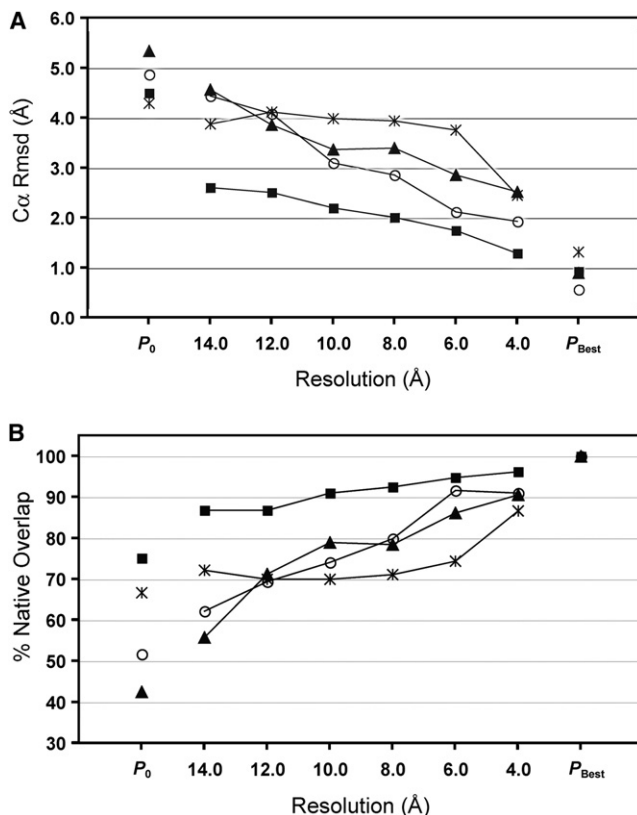 A
Cα Rmsd (Å)
6.0
5.0
4.0
3.0
2.0
1.0
0.0
P0 14.0 12.0 10.0 8.0 6.0 4.0 PBest
Resolution (Å)
B
% Native Overlap
100
90
80
70
60
50
40
30
P0 14.0 12.0 10.0 8.0 6.0 4.0 PBest
Resolution (Å)